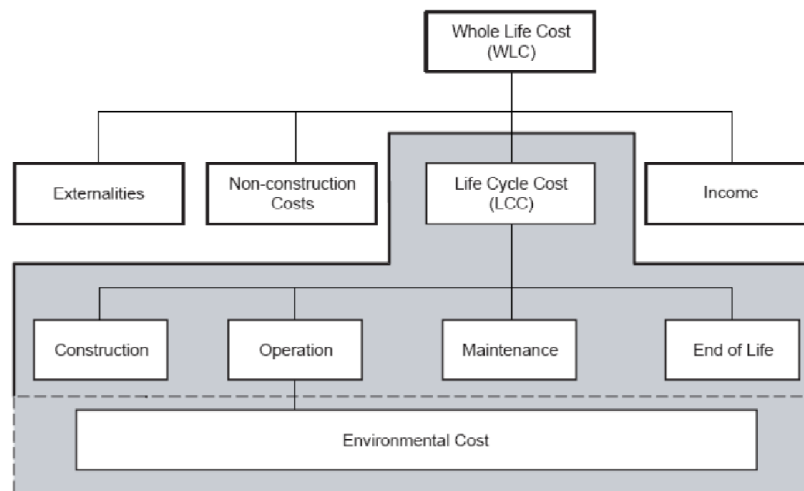 Whole Life Cost
(WLC)
Externalities
Non-construction
Costs
Life Cycle Cost
(LCC)
Income
Construction
Operation
Maintenance
End of Life
Environmental Cost